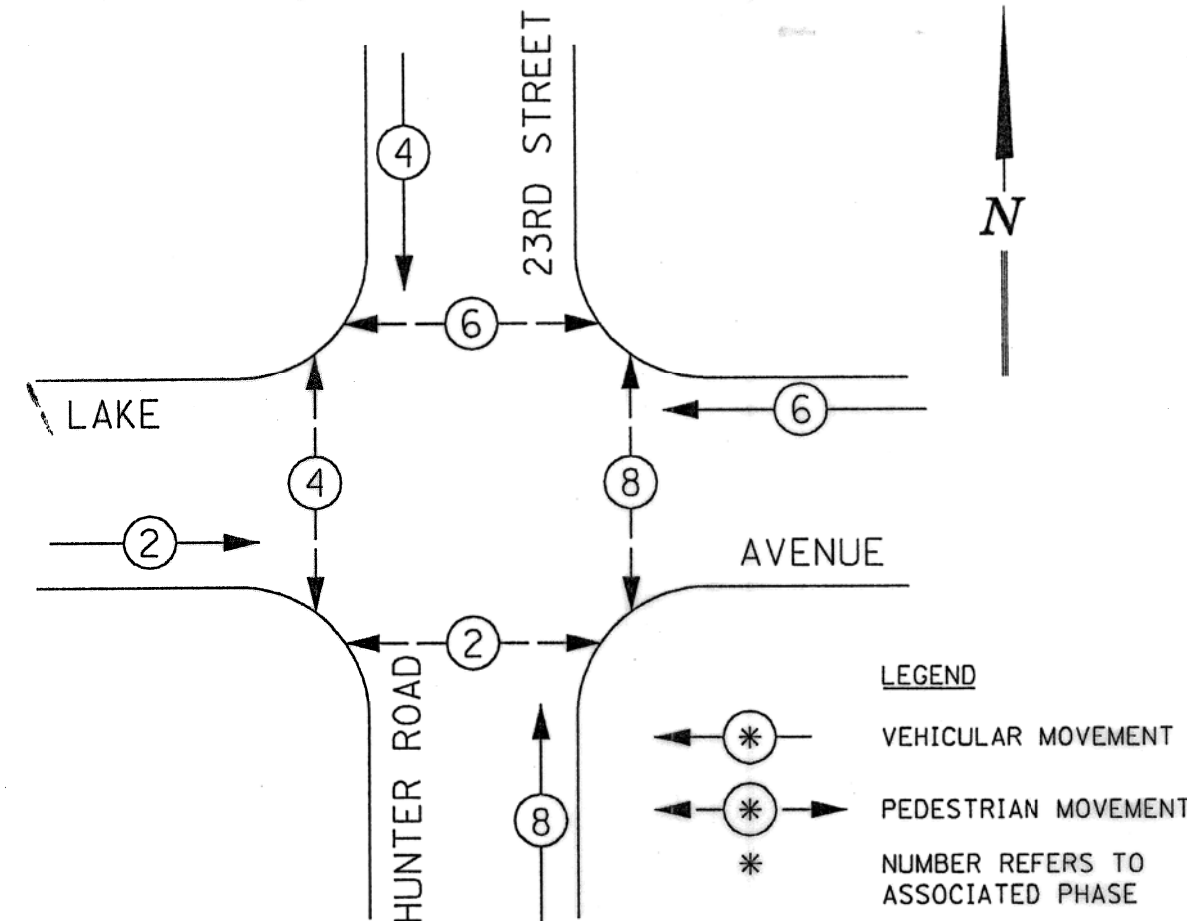 23RD STREET
4
N
6
LAKE
6
4
8
2
AVENUE
2
HUNTER ROAD
8
LEGEND
* VEHICULAR MOVEMENT
* PEDESTRIAN MOVEMENT
* NUMBER REFERS TO
ASSOCIATED PHASE